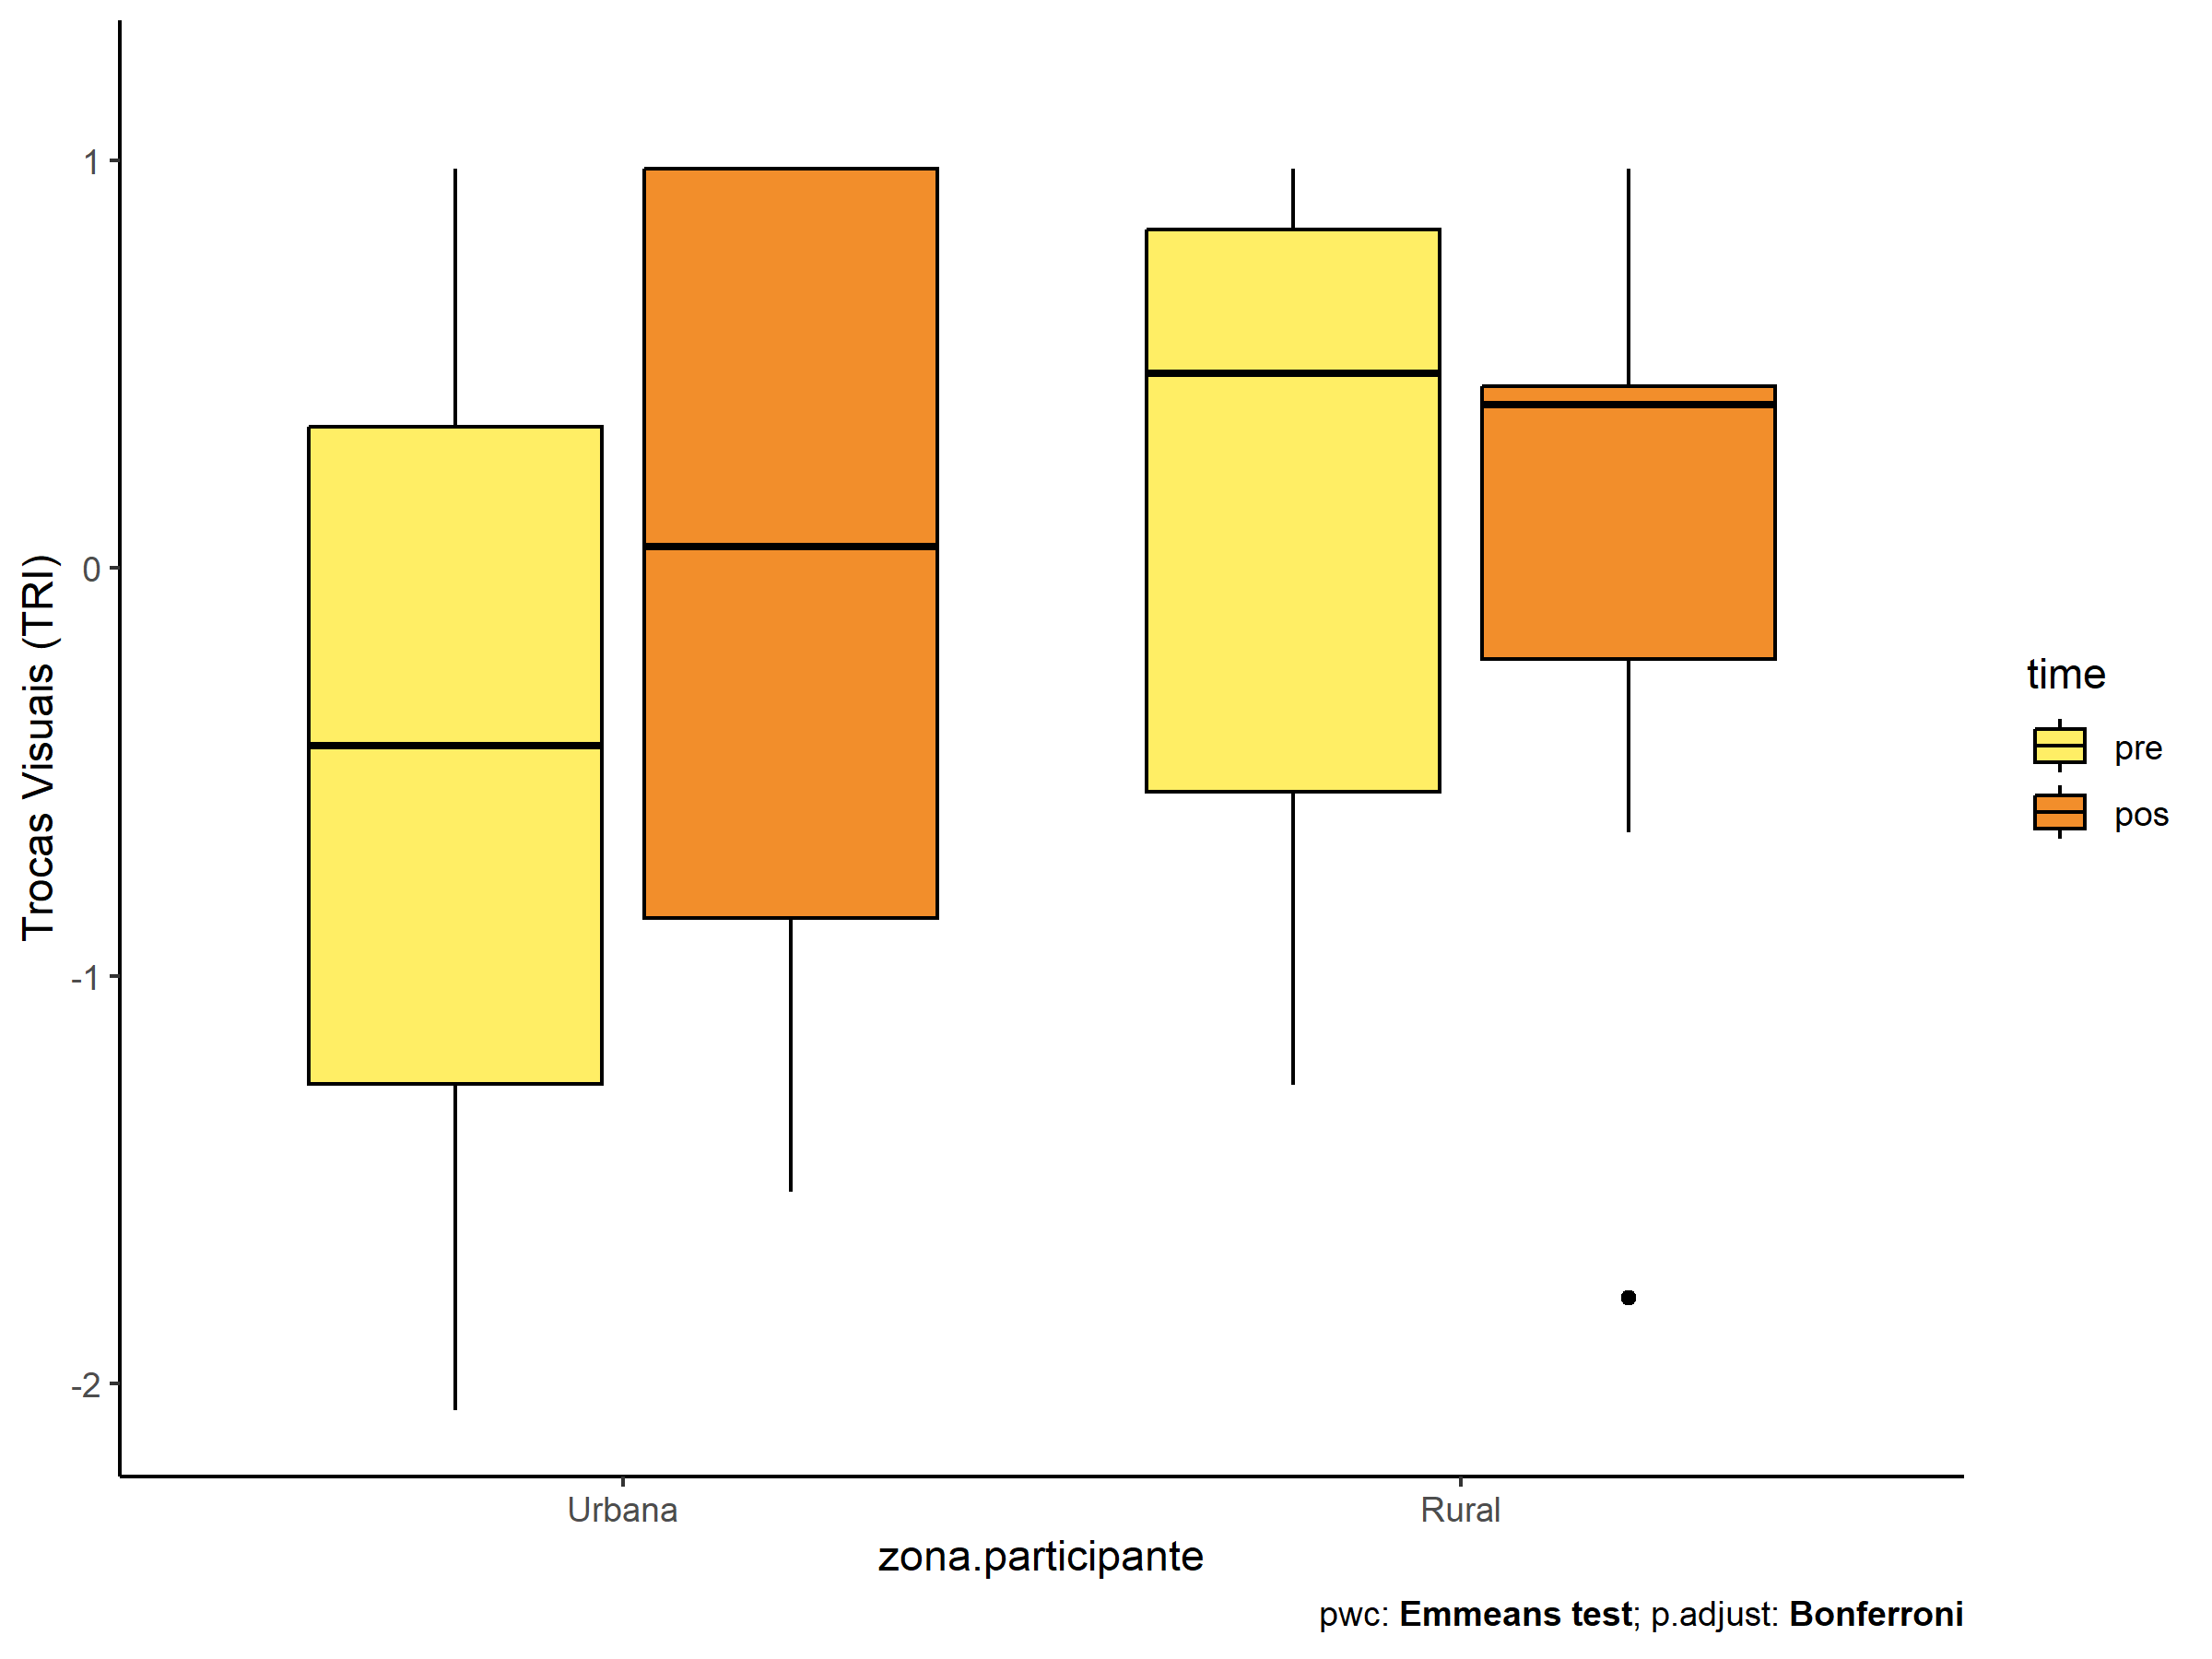 Trocas Visuais (TRI)
1
0
-1
-2
Urbana
Rural
zona.participante
time
pre
pos
pwc: Emmeans test; p.adjust: Bonferroni